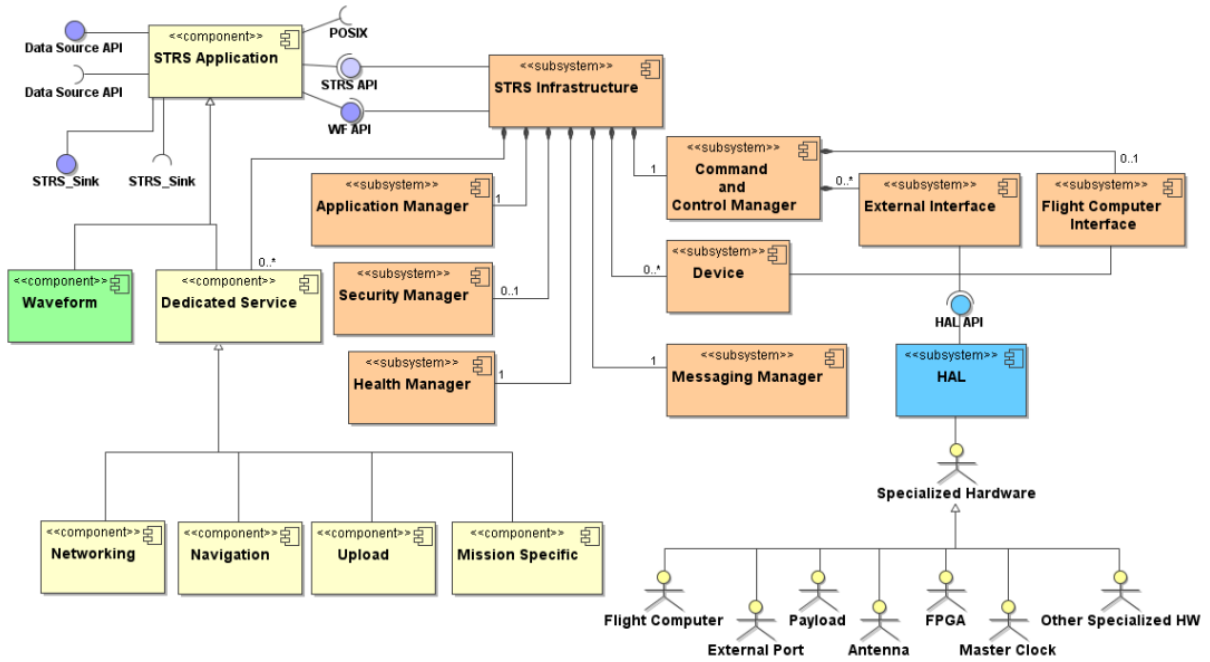 Data Source API
<<component>>
STRS Application
POSIX
Data Source API
STRS API
WF API
STRS_Sink
STRS_Sink
<<subsystem>>
STRS Infrastructure
<<subsystem>>
Command
and
Control Manager
1
0..1
0..*
<<subsystem>>
Application Manager
1
<<subsystem>>
External Interface
<<subsystem>>
Flight Computer
Interface
<<component>>
Waveform
<<component>>
Dedicated Service
0..*
<<subsystem>>
Security Manager
0..1
<<subsystem>>
Device
0..*
HAL API
<<subsystem>>
Health Manager
1
<<subsystem>>
Messaging Manager
1
<<subsystem>>
HAL
Specialized Hardware
<<component>>
Networking
<<component>>
Navigation
<<component>>
Upload
<<component>>
Mission Specific
Flight Computer
External Port
Payload
Antenna
FPGA
Master Clock
Other Specialized HW